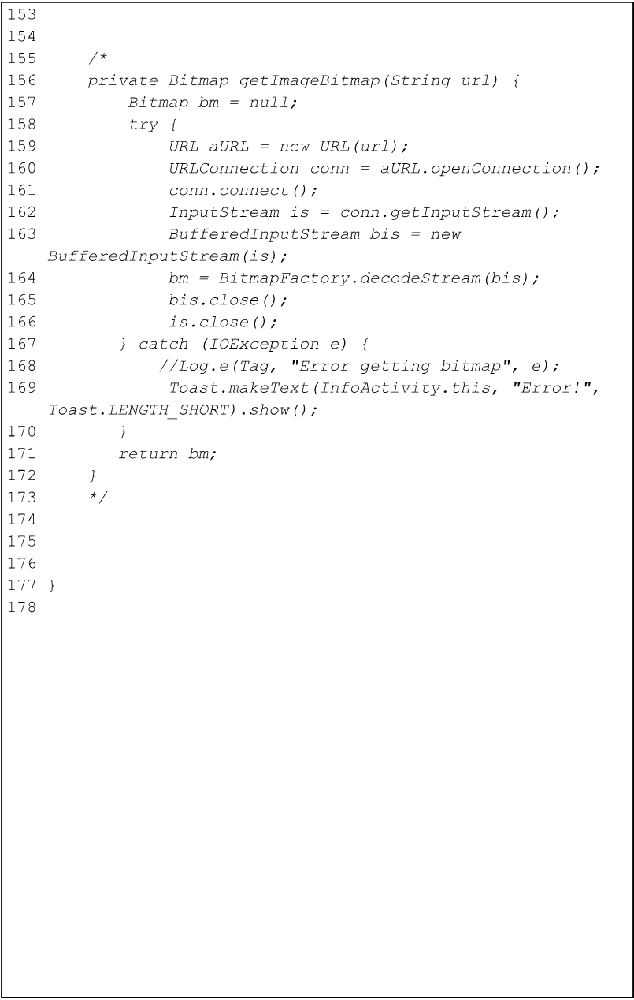 153
154
155     /*
156     private Bitmap getImageBitmap(String url) {
157         Bitmap bm = null;
158         try {
159             URL aURL = new URL(url);
160             URLConnection conn = aURL.openConnection();
161             conn.connect();
162             InputStream is = conn.getInputStream();
163             BufferedInputStream bis = new
    BufferedInputStream(is);
164             bm = BitmapFactory.decodeStream(bis);
165             bis.close();
166             is.close();
167        } catch (IOException e) {
168            //Log.e(Tag, "Error getting bitmap", e);
169             Toast.makeText(InfoActivity.this, "Error!",
    Toast.LENGTH_SHORT).show();
170        }
171        return bm;
172     }
173     */
174
175
176
177 }
178